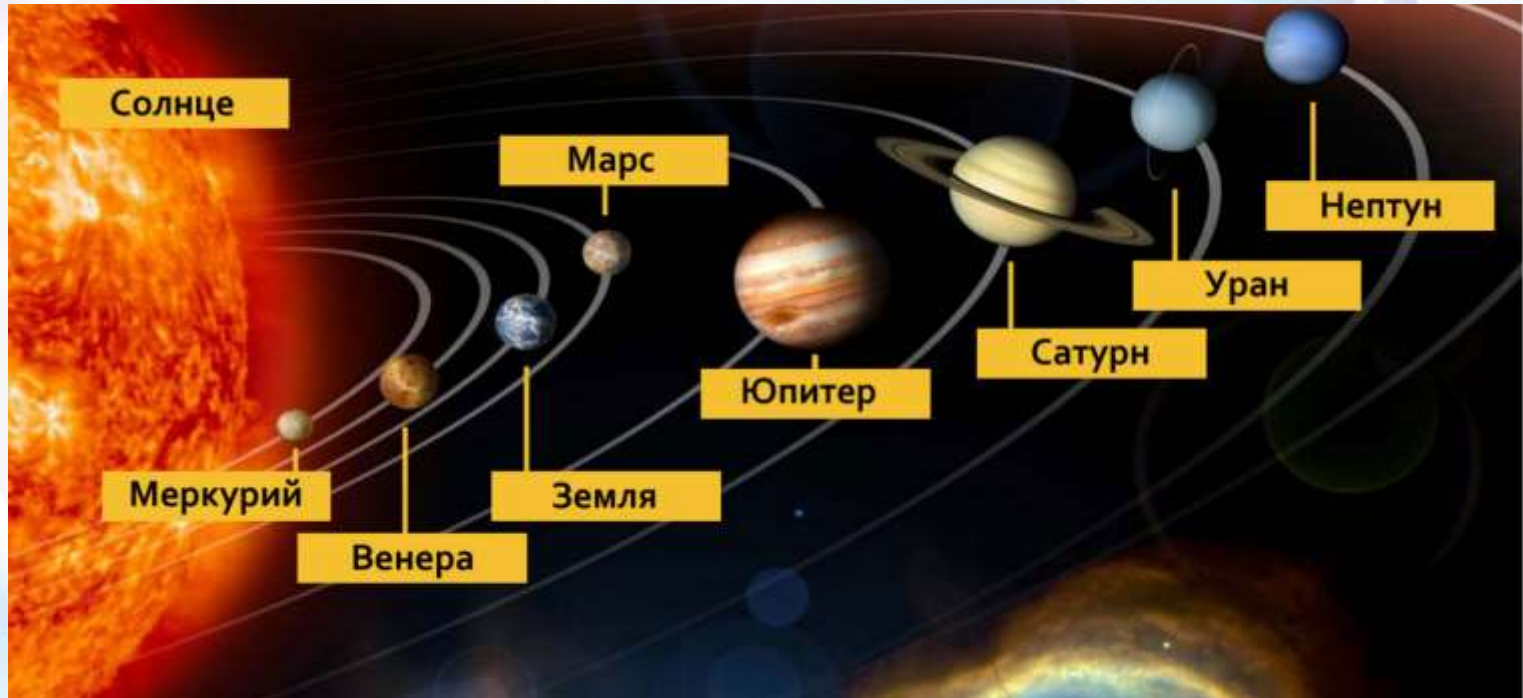 Солнце
Марс
Нептун
Уран
Сатурн
Юпитер
Меркурий
Земля
Венера